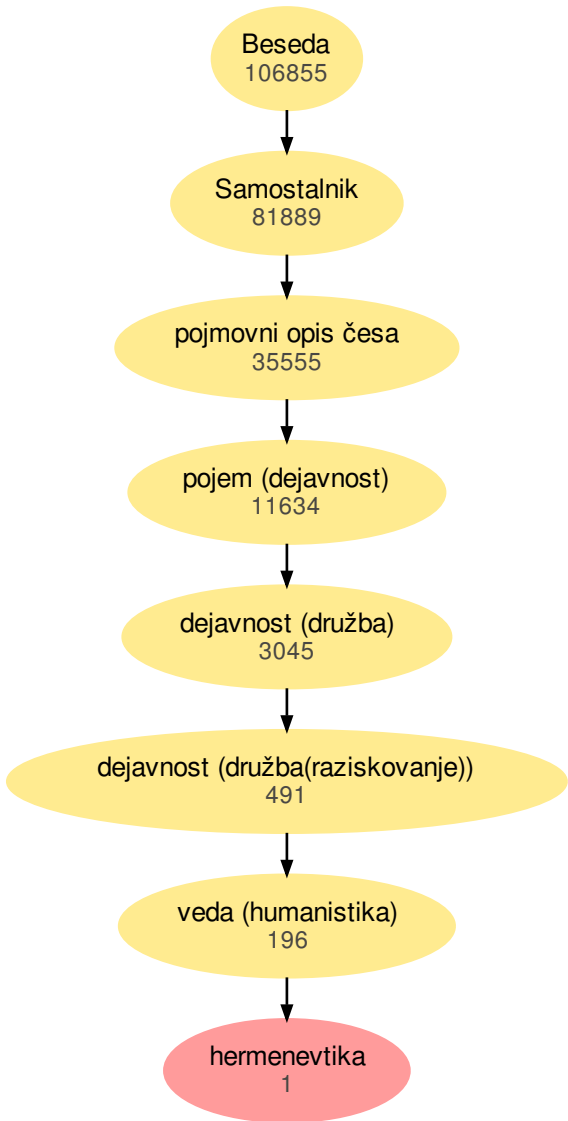 Beseda
106855
Samostalnik
81889
pojmovni opis česa
35555
pojem (dejavnost)
11634
dejavnost (družba)
3045
dejavnost (družba(raziskovanje))
491
veda (humanistika)
196
hermenevtika
1